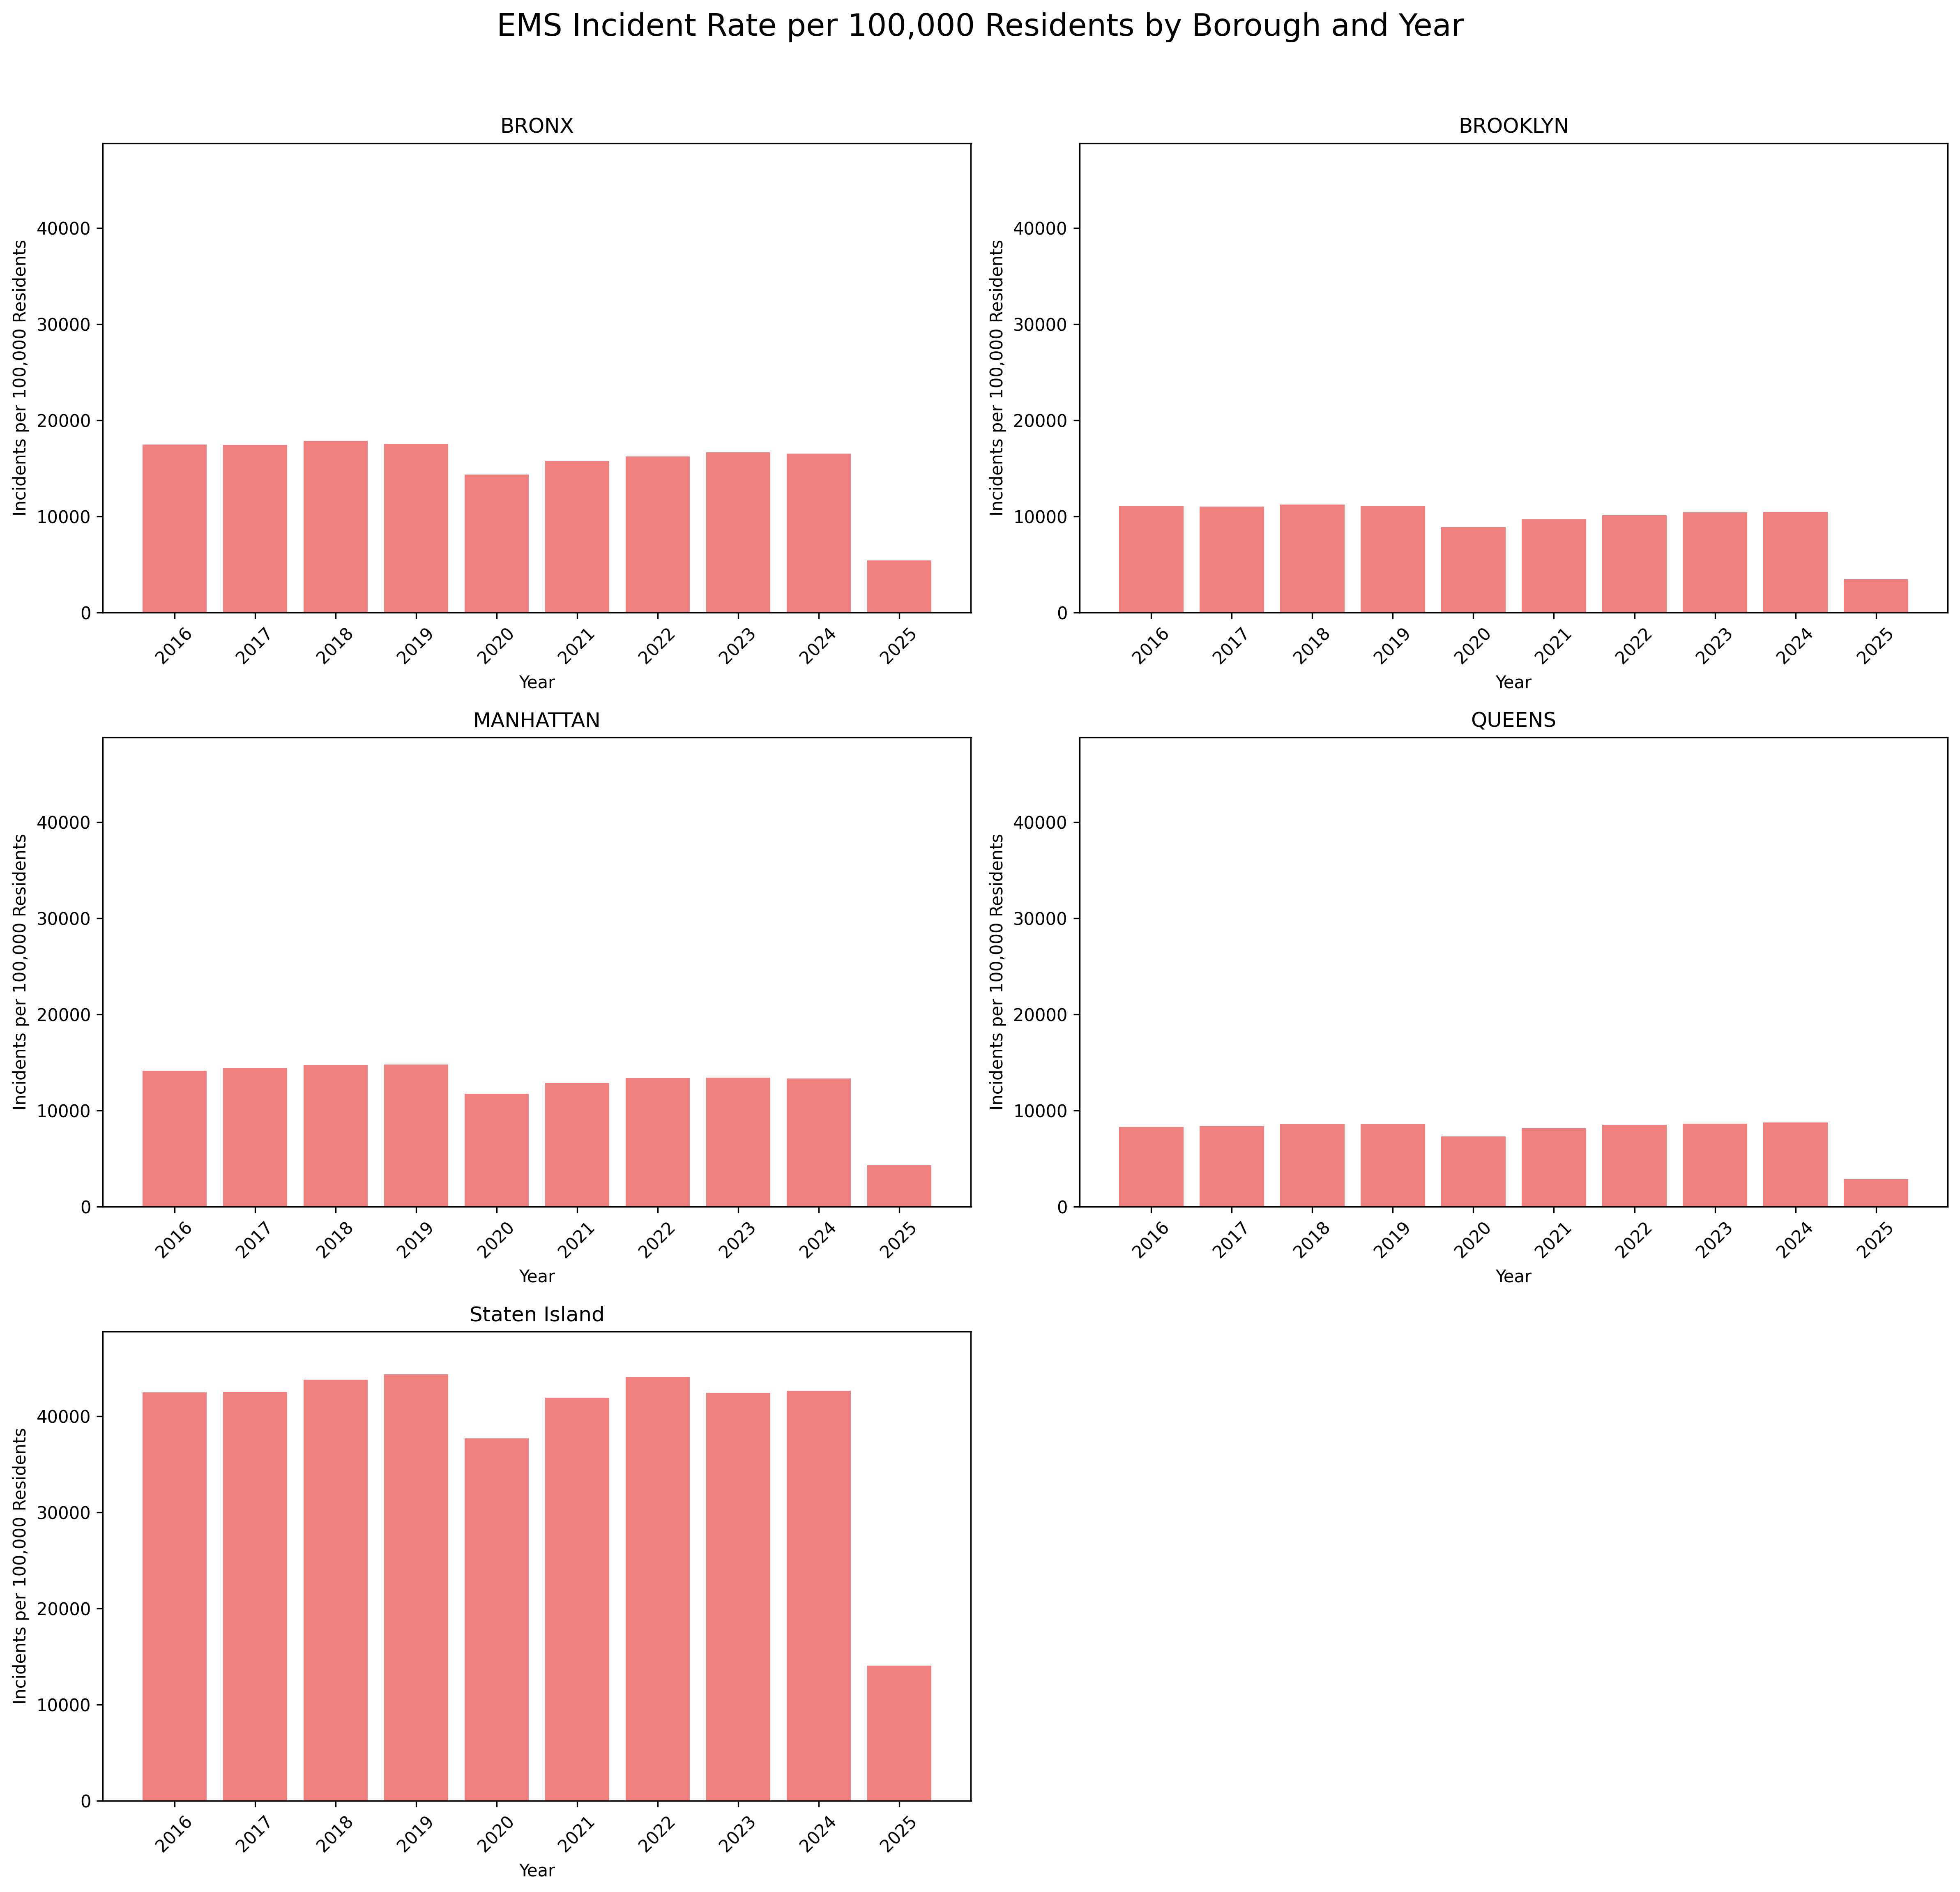 EMS Incident Rate per 100,000 Residents by Borough and Year
BRONX
Incidents per 100,000 Residents
40000
30000
20000
10000
0
2016 2017 2018 2019 2020 2021 2022 2023 2024 2025
Year
BROOKLYN
Incidents per 100,000 Residents
40000
30000
20000
10000
0
2016 2017 2018 2019 2020 2021 2022 2023 2024 2025
Year
MANHATTAN
Incidents per 100,000 Residents
40000
30000
20000
10000
0
2016 2017 2018 2019 2020 2021 2022 2023 2024 2025
Year
QUEENS
Incidents per 100,000 Residents
40000
30000
20000
10000
0
2016 2017 2018 2019 2020 2021 2022 2023 2024 2025
Year
Staten Island
Incidents per 100,000 Residents
40000
30000
20000
10000
0
2016 2017 2018 2019 2020 2021 2022 2023 2024 2025
Year